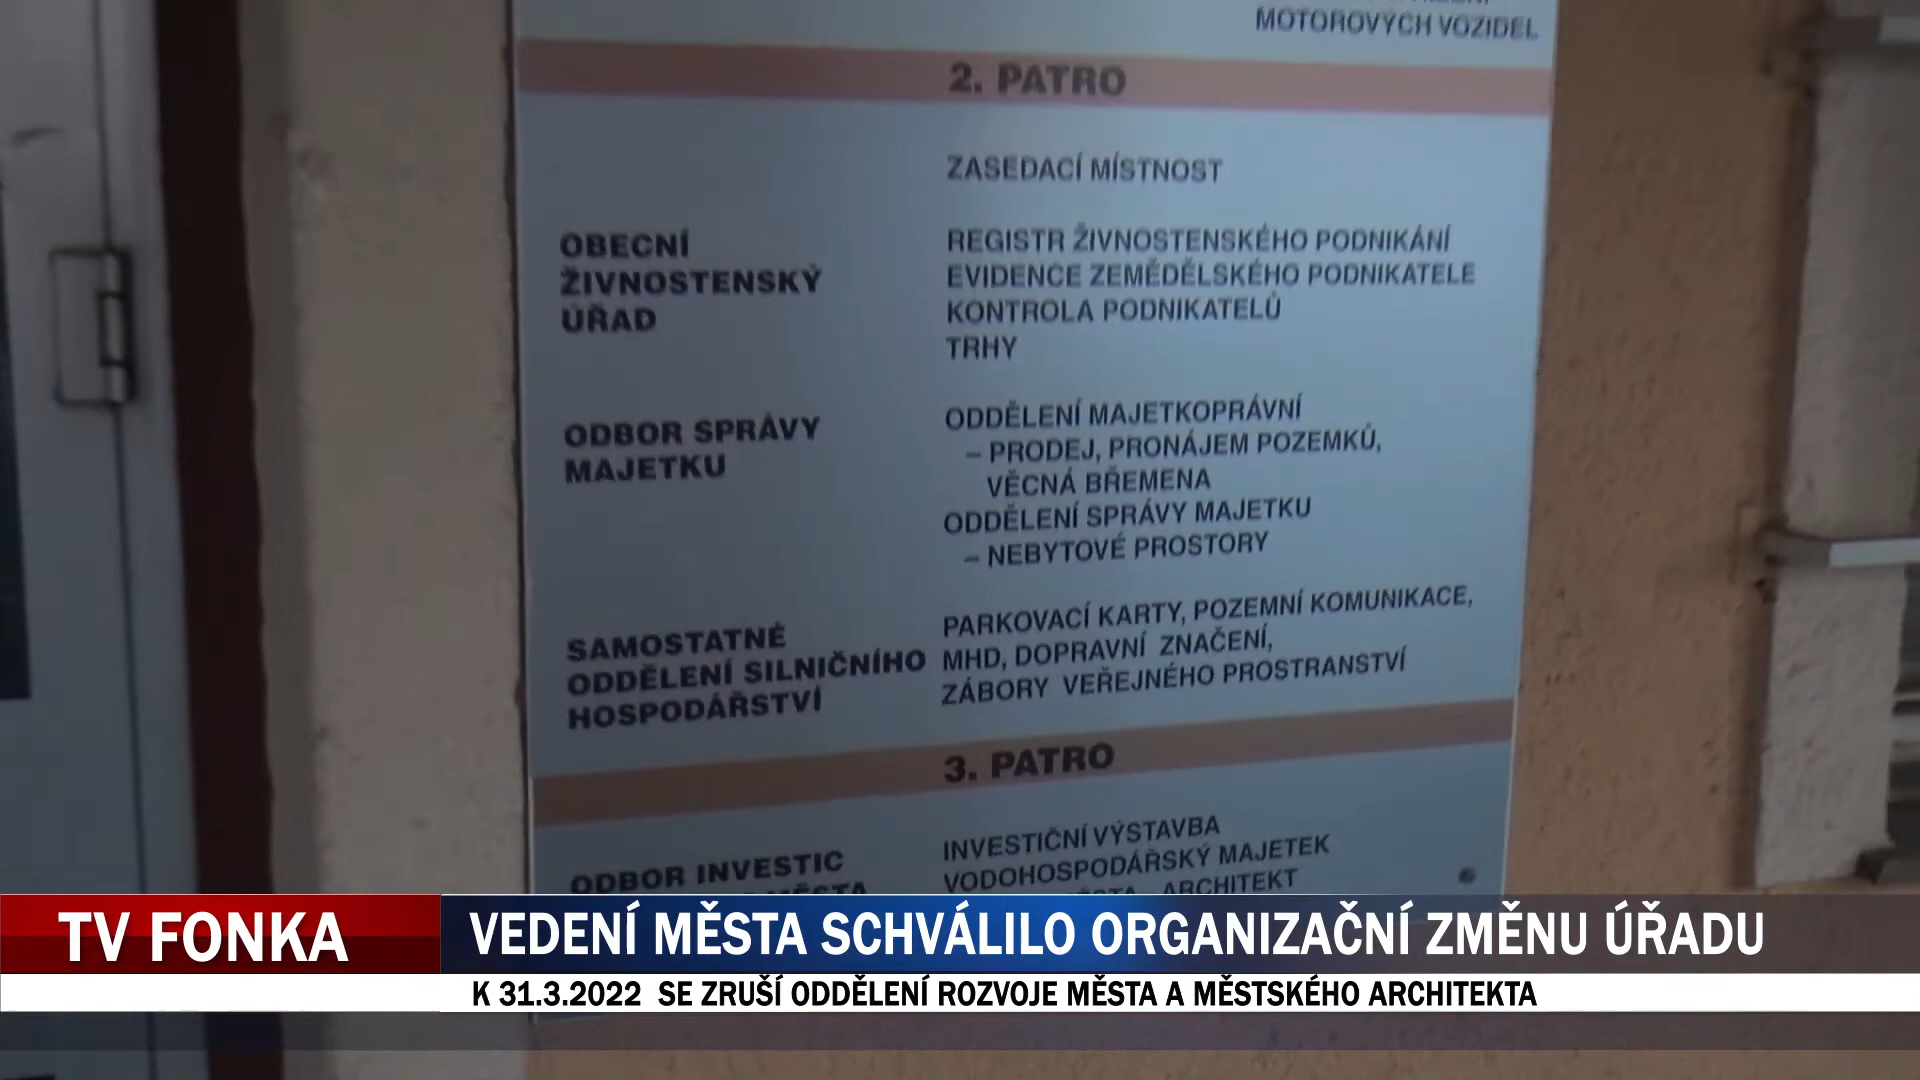 MOTOROVÝCH VOZIDEL
2. PATRO
ZASEDACÍ MÍSTNOST
OBECNÍ
ŽIVNOSTENSKÝ
ÚŘAD
REGISTR ŽIVNOSTENSKÉHO PODNIKÁNÍ
EVIDENCE ZEMĚDĚLSKÉHO PODNIKATELE
KONTROLA PODNIKATELŮ
TRHY
ODBOR SPRÁVY
MAJETKU
ODDĚLENÍ MAJETKOPRÁVNÍ
– PRODEJ, PRONÁJEM POZEMKŮ,
VĚCNÁ BŘEMENA
ODDĚLENÍ SPRÁVY MAJETKU
– NEBYTOVÉ PROSTORY
SAMOSTATNÉ
ODDĚLENÍ SILNIČNÍHO
HOSPODÁŘSTVÍ
PARKOVACÍ KARTY, POZEMNÍ KOMUNIKACE,
MHD, DOPRAVNÍ ZNAČENÍ,
ZÁBORY VEŘEJNÉHO PROSTRANSTVÍ
3. PATRO
ODBOR INVESTIC
MĚSTA
INVESTIČNÍ VÝSTAVBA
VODOHOSPODÁŘSKÝ MAJETEK
MĚSTA ARCHITEKT
TV FONKA
VEDENÍ MĚSTA SCHVÁLILO ORGANIZAČNÍ ZMĚNU ÚŘADU
K 31.3.2022 SE ZRUŠÍ ODDĚLENÍ ROZVOJE MĚSTA A MĚSTSKÉHO ARCHITEKTA